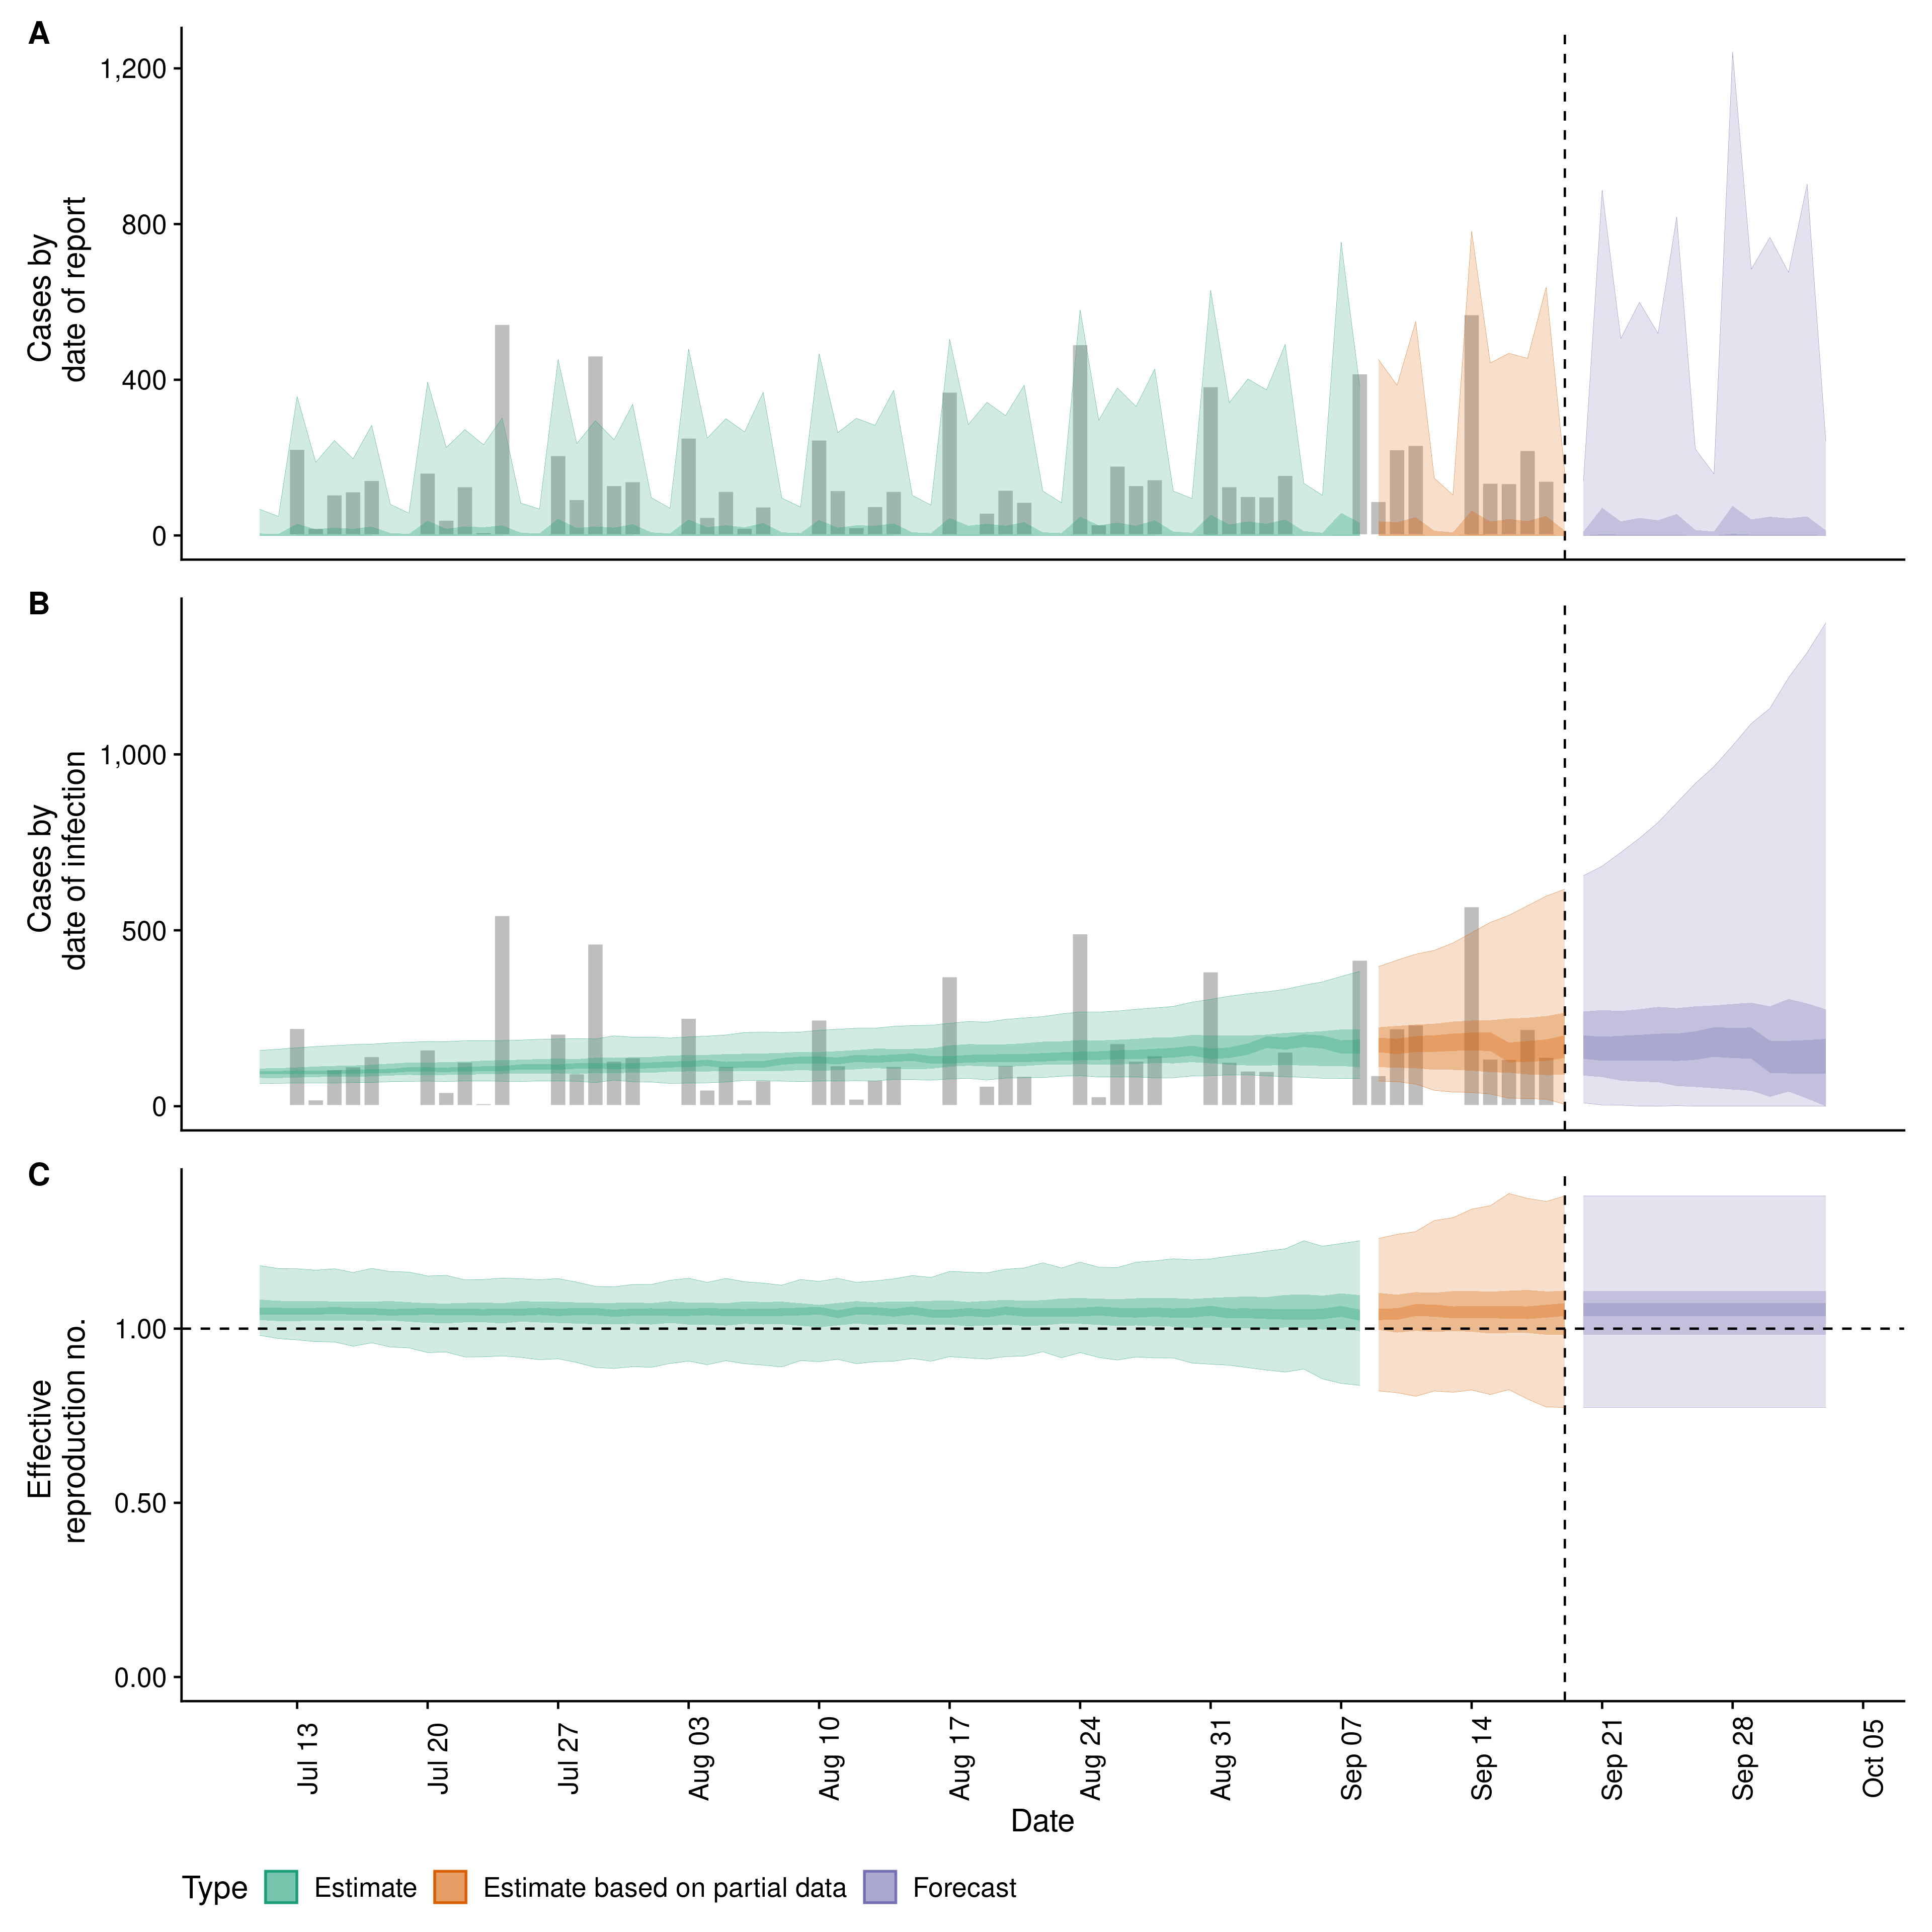 A
1,200
800
400
0
Cases by
date of report
B
1,000
500
0
Cases by
date of infection
C
1.00
0.50
0.00
Effective
reproduction no.
Jul 13
Jul 20
Jul 27
Aug 03
Aug 10
Aug 17
Aug 24
Aug 31
Sep 07
Sep 14
Sep 21
Sep 28
Oct 05
Date
Type Estimate Estimate based on partial data Forecast